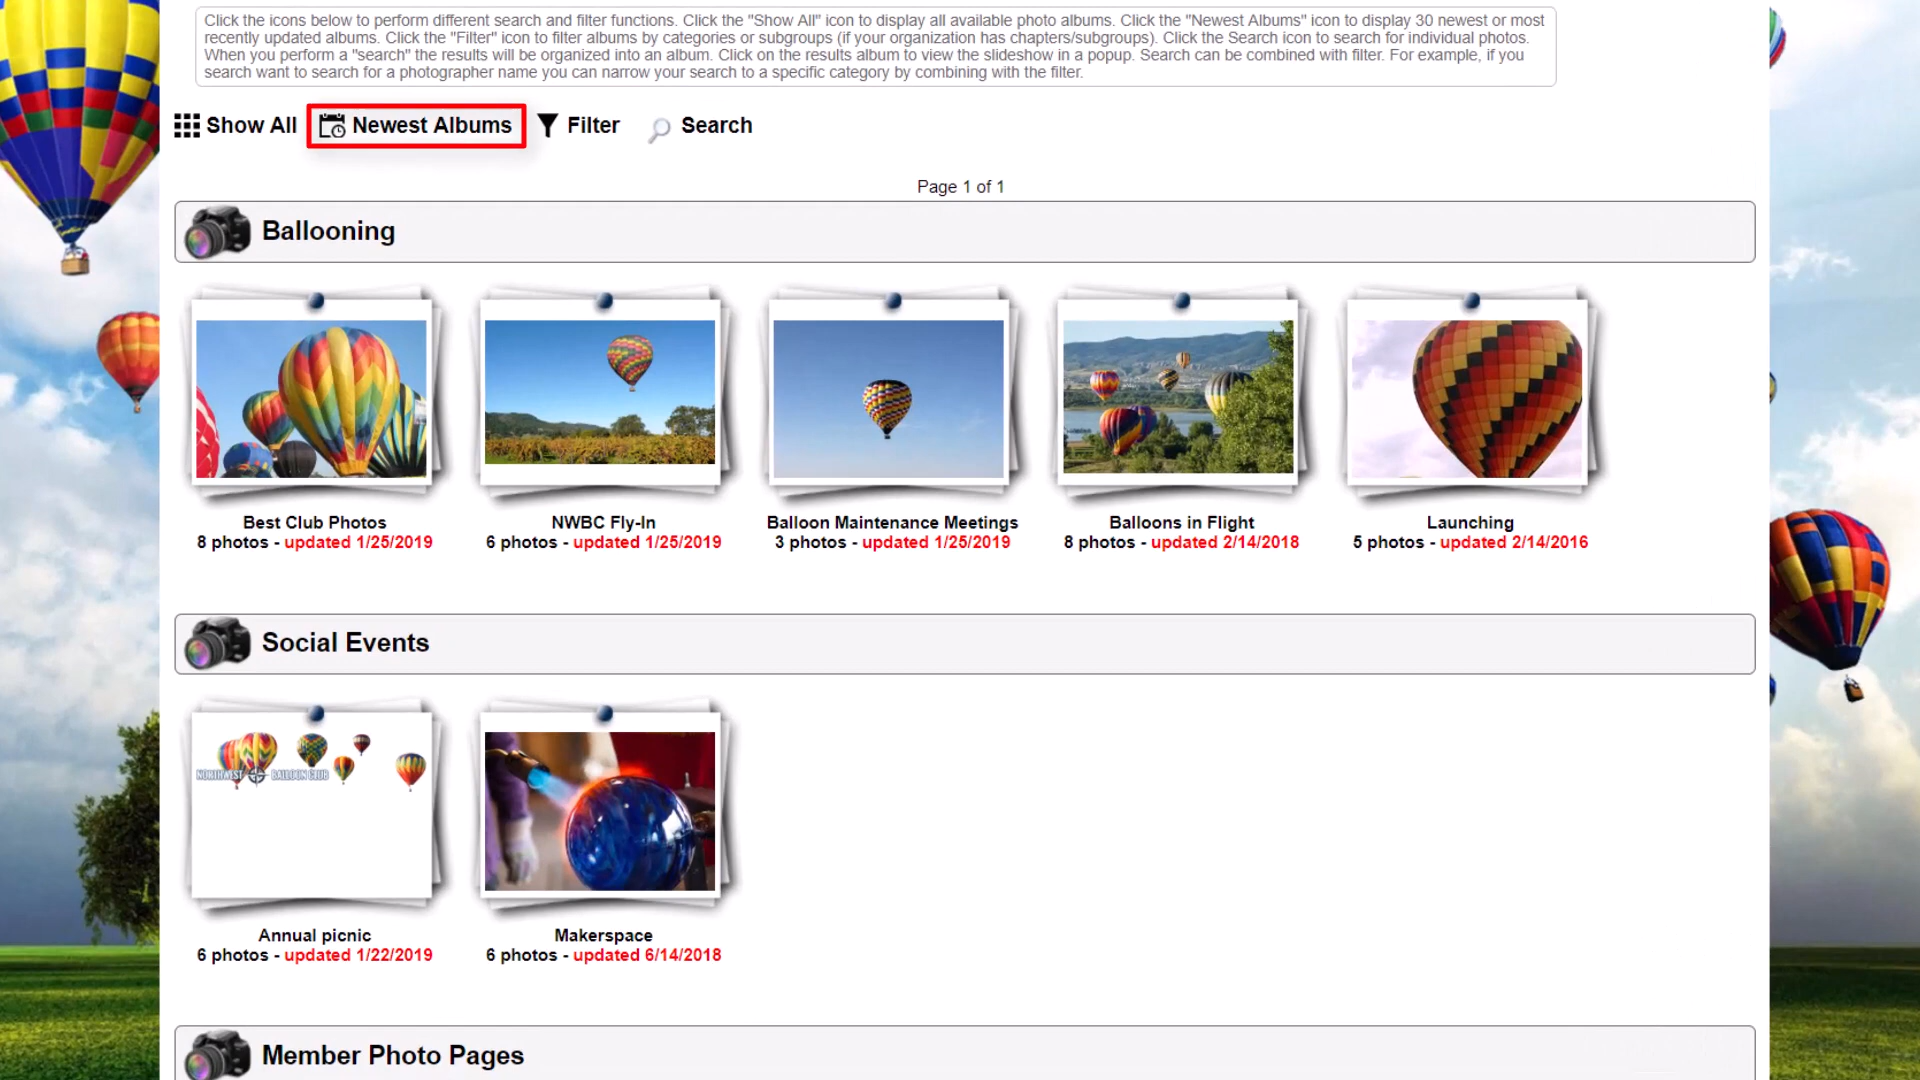 Click the icons below to perform different search and filter functions. Click the "Show All" icon to display all available photo albums. Click the "Newest Albums" icon to display 30 newest or most
recently updated albums. Click the "Filter" icon to filter albums by categories or subgroups (if your organization has chapters/subgroups). Click the Search icon to search for individual photos.
When you perform a "search" the results will be organized into an album. Click on the results album to view the slideshow in a popup. Search can be combined with filter. For example, if you
search want to search for a photographer name you can narrow your search to a specific category by combining with the filter.
Show All Newest Albums Filter Search
Page 1 of 1
Ballooning
Best Club Photos
8 photos - updated 1/25/2019
NWBC Fly-In
6 photos - updated 1/25/2019
Balloon Maintenance Meetings
3 photos - updated 1/25/2019
Balloons in Flight
8 photos - updated 2/14/2018
Launching
5 photos - updated 2/14/2016
Social Events
NORTHWEST BALLOON CLUB
Annual picnic
6 photos - updated 1/22/2019
Makerspace
6 photos - updated 6/14/2018
Member Photo Pages